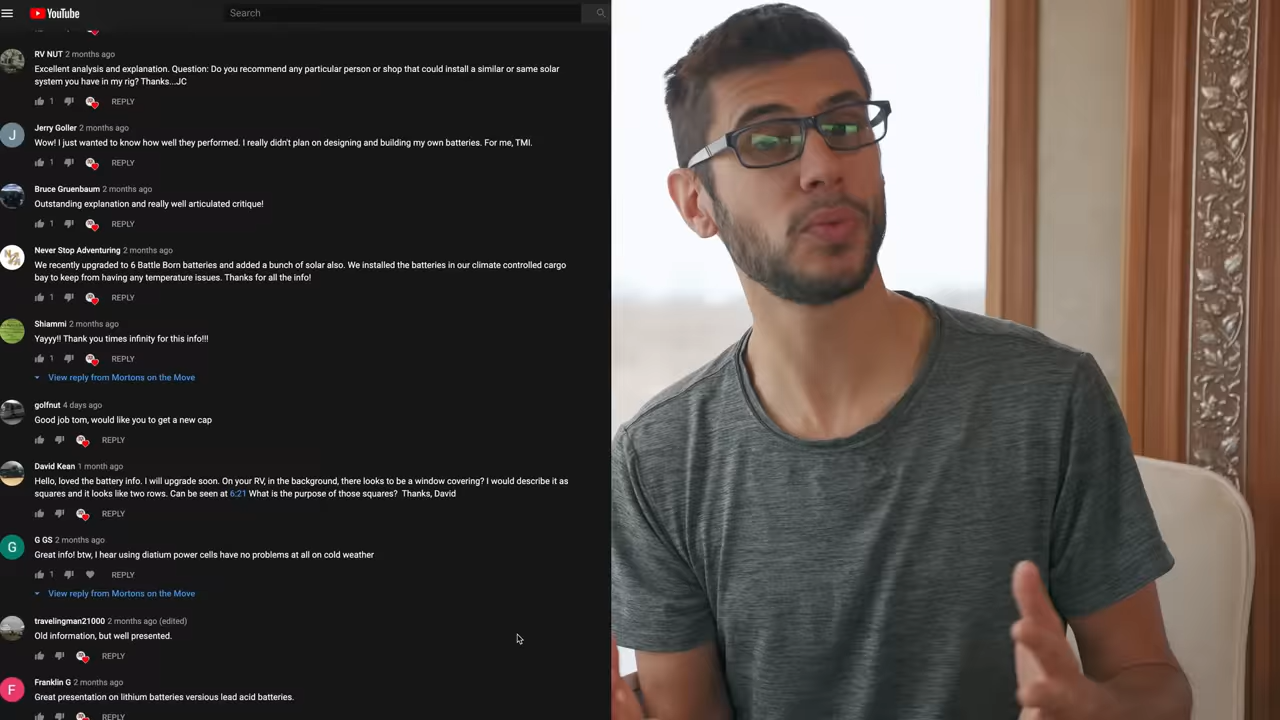 YouTube
Search
RV NUT 2 months ago
Excellent analysis and explanation. Question: Do you recommend any particular person or shop that could install a similar or same solar
system you have in my rig? Thanks...JC
1 REPLY
J
Jerry Goller 2 months ago
Wow! I just wanted to know how well they performed. I really didn't plan on designing and building my own batteries. For me, TMI.
1 REPLY
Bruce Gruenbaum 2 months ago
Outstanding explanation and really well articulated critique!
1 REPLY
Never Stop Adventuring 2 months ago
We recently upgraded to 6 Battle Born batteries and added a bunch of solar also. We installed the batteries in our climate controlled cargo
bay to keep from having any temperature issues. Thanks for all the info!
1 REPLY
Shiammi 2 months ago
Yayyy!! Thank you times infinity for this info!!!
1 REPLY
View reply from Mortons on the Move
golfnut 4 days ago
Good job tom, would like you to get a new cap
REPLY
David Kean 1 month ago
Hello, loved the battery info. I will upgrade soon. On your RV, in the background, there looks to be a window covering? I would describe it as
squares and it looks like two rows. Can be seen at 6:21 What is the purpose of those squares? Thanks, David
REPLY
G
G GS 2 months ago
Great info! btw, I hear using diatium power cells have no problems at all on cold weather
1 REPLY
View reply from Mortons on the Move
travelingman21000 2 months ago (edited)
Old information, but well presented.
REPLY
F
Franklin G 2 months ago
Great presentation on lithium batteries versious lead acid batteries.
REPLY